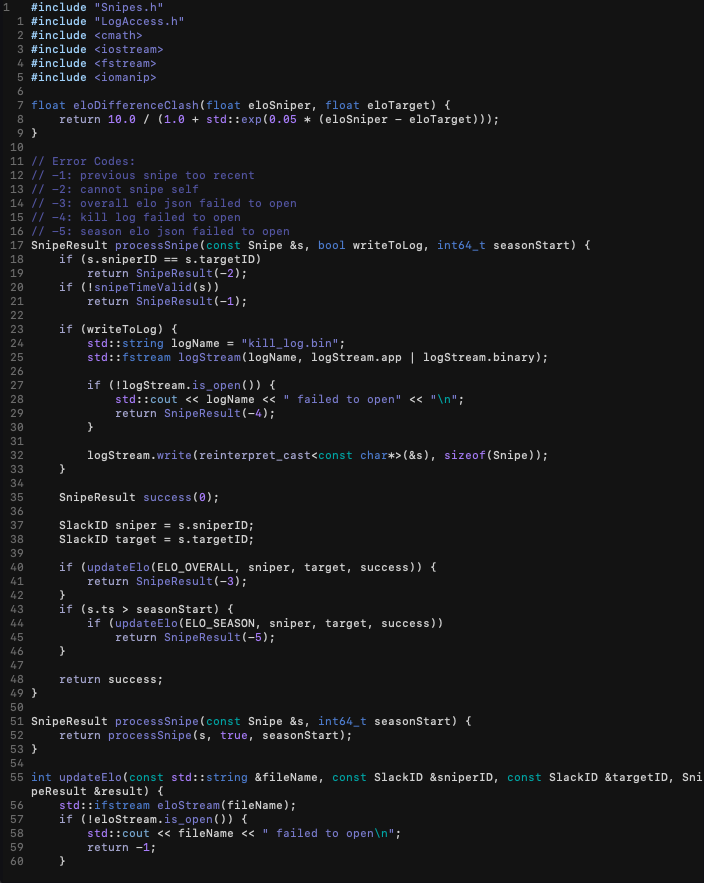 1 #include "Snipes.h"
1 #include "LogAccess.h"
2 #include <cmath>
3 #include <iostream>
4 #include <fstream>
5 #include <iomanip>
6
7 float eloDifferenceClash(float eloSniper, float eloTarget) {
8     return 10.0 / (1.0 + std::exp(0.05 * (eloSniper - eloTarget)));
9 }
10
11 // Error Codes:
12 // -1: previous snipe too recent
13 // -2: cannot snipe self
14 // -3: overall elo json failed to open
15 // -4: kill log failed to open
16 // -5: season elo json failed to open
17 SnipeResult processSnipe(const Snipe &s, bool writeToLog, int64_t seasonStart) {
18     if (s.sniperID == s.targetID)
19         return SnipeResult(-2);
20     if (!snipeTimeValid(s))
21         return SnipeResult(-1);
22
23     if (writeToLog) {
24         std::string logName = "kill_log.bin";
25         std::fstream logStream(logName, logStream.app | logStream.binary);
26
27         if (!logStream.is_open()) {
28             std::cout << logName << " failed to open" << "\n";
29             return SnipeResult(-4);
30         }
31
32         logStream.write(reinterpret_cast<const char*>(&s), sizeof(Snipe));
33     }
34
35     SnipeResult success(0);
36
37     SlackID sniper = s.sniperID;
38     SlackID target = s.targetID;
39
40     if (updateElo(ELO_OVERALL, sniper, target, success)) {
41         return SnipeResult(-3);
42     }
43     if (s.ts > seasonStart) {
44         if (updateElo(ELO_SEASON, sniper, target, success))
45             return SnipeResult(-5);
46     }
47
48     return success;
49 }
50
51 SnipeResult processSnipe(const Snipe &s, int64_t seasonStart) {
52     return processSnipe(s, true, seasonStart);
53 }
54
55 int updateElo(const std::string &fileName, const SlackID &sniperID, const SlackID &targetID, Sni
peResult &result) {
56     std::ifstream eloStream(fileName);
57     if (!eloStream.is_open()) {
58         std::cout << fileName << " failed to open\n";
59         return -1;
60     }